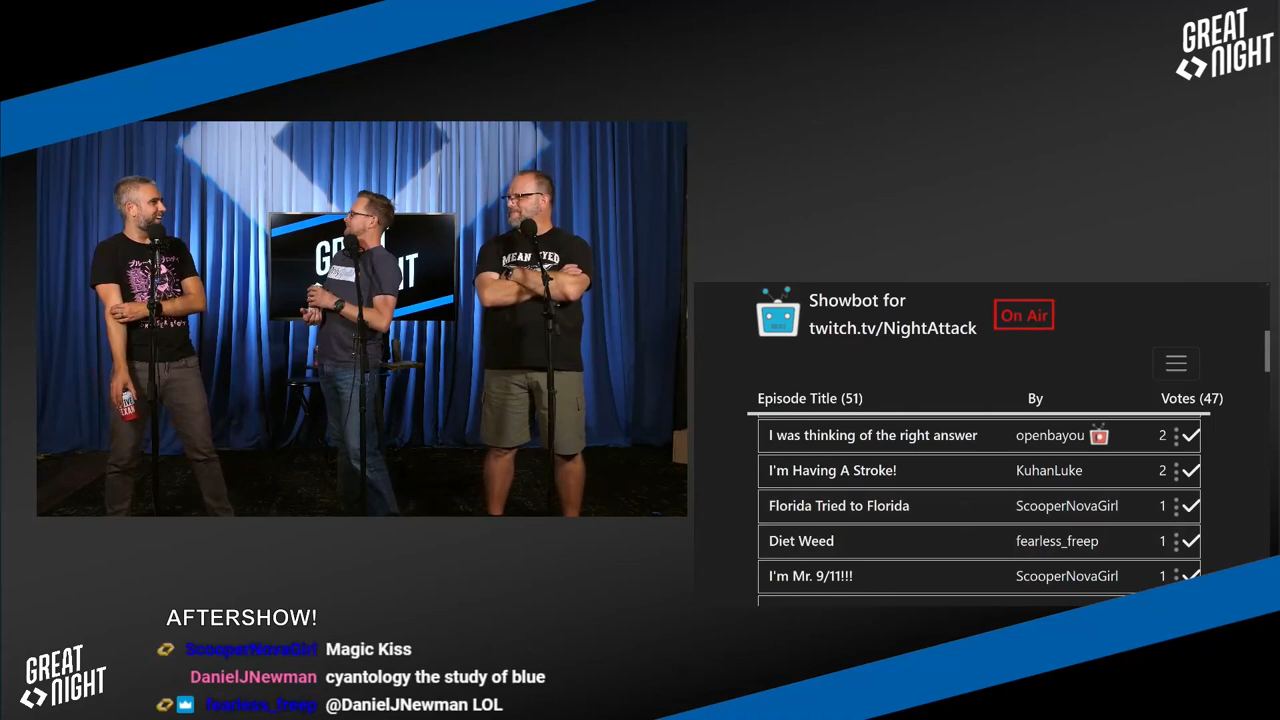 GREAT
NIGHT
MEAN EYED
Showbot for
twitch.tv/NightAttack
On Air
Episode Title (51) By Votes (47)
I was thinking of the right answer openbayou 2
I'm Having A Stroke! KuhanLuke 2
Florida Tried to Florida ScooperNovaGirl 1
Diet Weed fearless_freep 1
I'm Mr. 9/11!!! ScooperNovaGirl 1
AFTERSHOW!
ScooperNovaGirl Magic Kiss
DanielJNewman cyantology the study of blue
fearless_freep @DanielJNewman LOL
GREAT
NIGHT